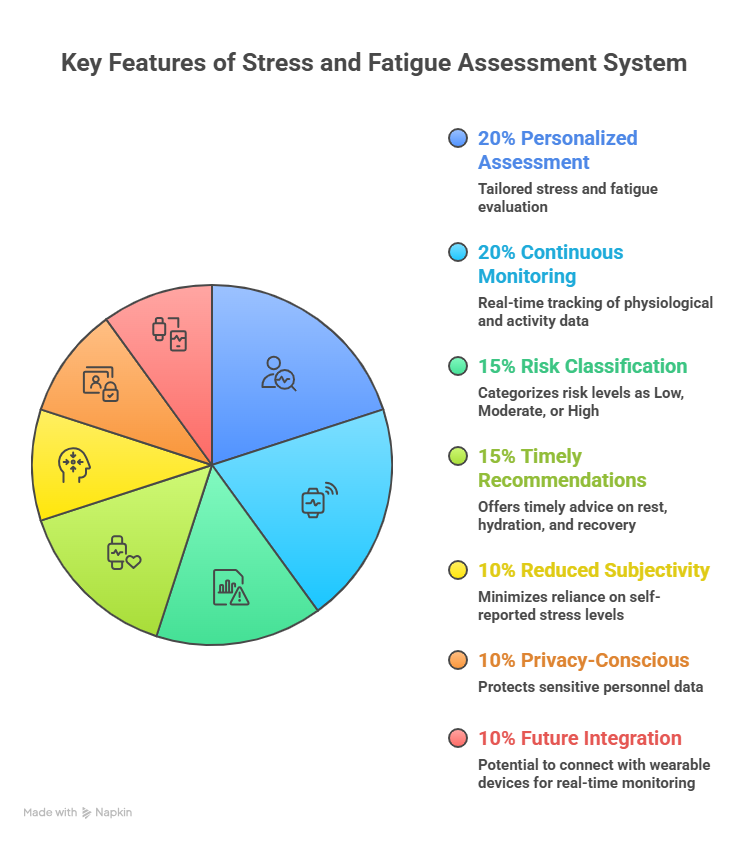 Key Features of Stress and Fatigue Assessment System
20% Personalized
Assessment
Tailored stress and fatigue
evaluation
20% Continuous
Monitoring
Real-time tracking of physiological
and activity data
15% Risk Classification
Categorizes risk levels as Low,
Moderate, or High
15% Timely
Recommendations
Offers timely advice on rest,
hydration, and recovery
10% Reduced Subjectivity
Minimizes reliance on self-
reported stress levels
10% Privacy-Conscious
Protects sensitive personnel data
10% Future Integration
Potential to connect with wearable
devices for real-time monitoring
Made with Napkin